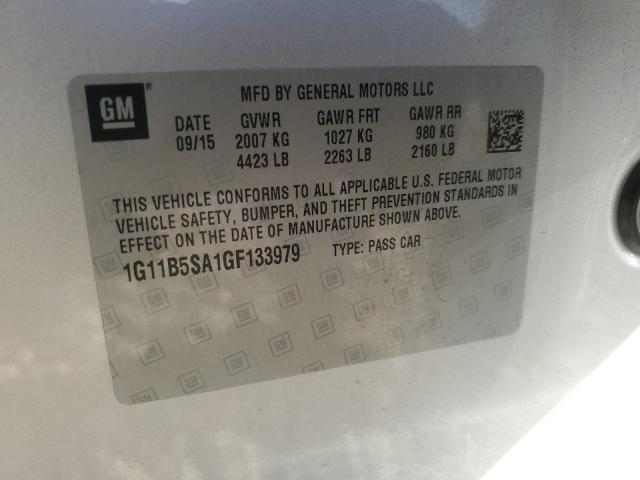 GM
MFD BY GENERAL MOTORS LLC
DATE GVWR GAWR FRT GAWR RR
09/15 2007 KG 1027 KG 980 KG
4423 LB 2263 LB 2160 LB
THIS VEHICLE CONFORMS TO ALL APPLICABLE U.S. FEDERAL MOTOR
VEHICLE SAFETY, BUMPER, AND THEFT PREVENTION STANDARDS IN
EFFECT ON THE DATE OF MANUFACTURE SHOWN ABOVE.
1G11B5SA1GF133979 TYPE: PASS CAR